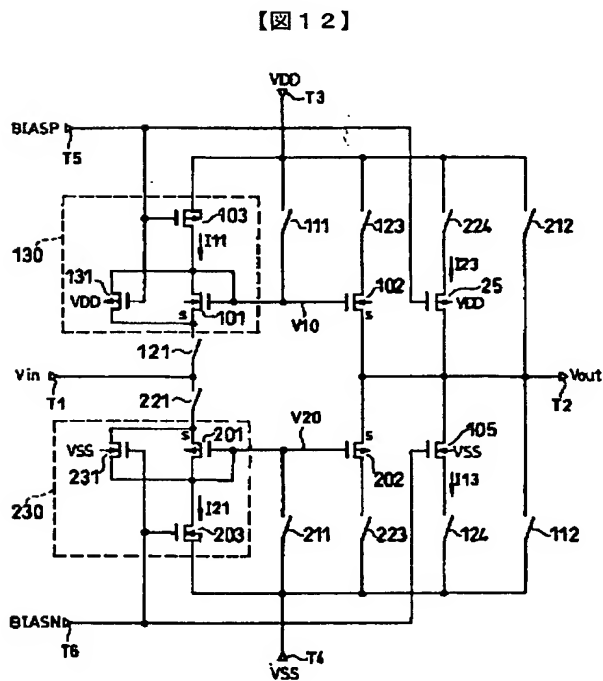 【図12】
VDD
T3
BIASP
T5
103
111
123
224
212
130
I11
I23
131
VDD
102
25
VDD
S
101
V10
S
121
Vin
Vout
T1
221
T2
S
201
V20
S
105
VSS
VSS
231
202
I21
I13
230
203
211
223
124
112
BIASN
T6
T4
VSS